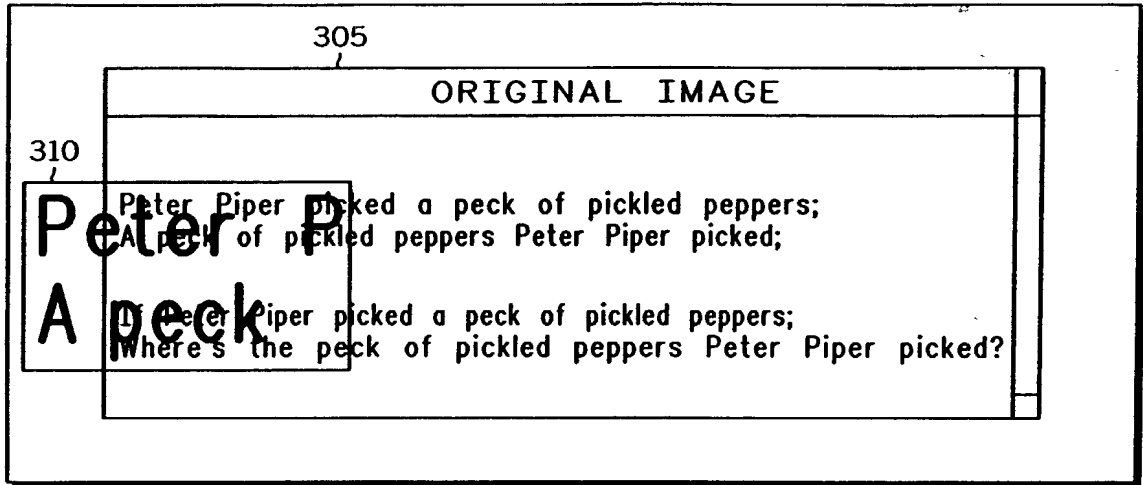 305
ORIGINAL IMAGE
310
Peter P
A peck
Peter Piper picked a peck of pickled peppers;
A peck of pickled peppers Peter Piper picked;
If Peter Piper picked a peck of pickled peppers;
Where's the peck of pickled peppers Peter Piper picked?